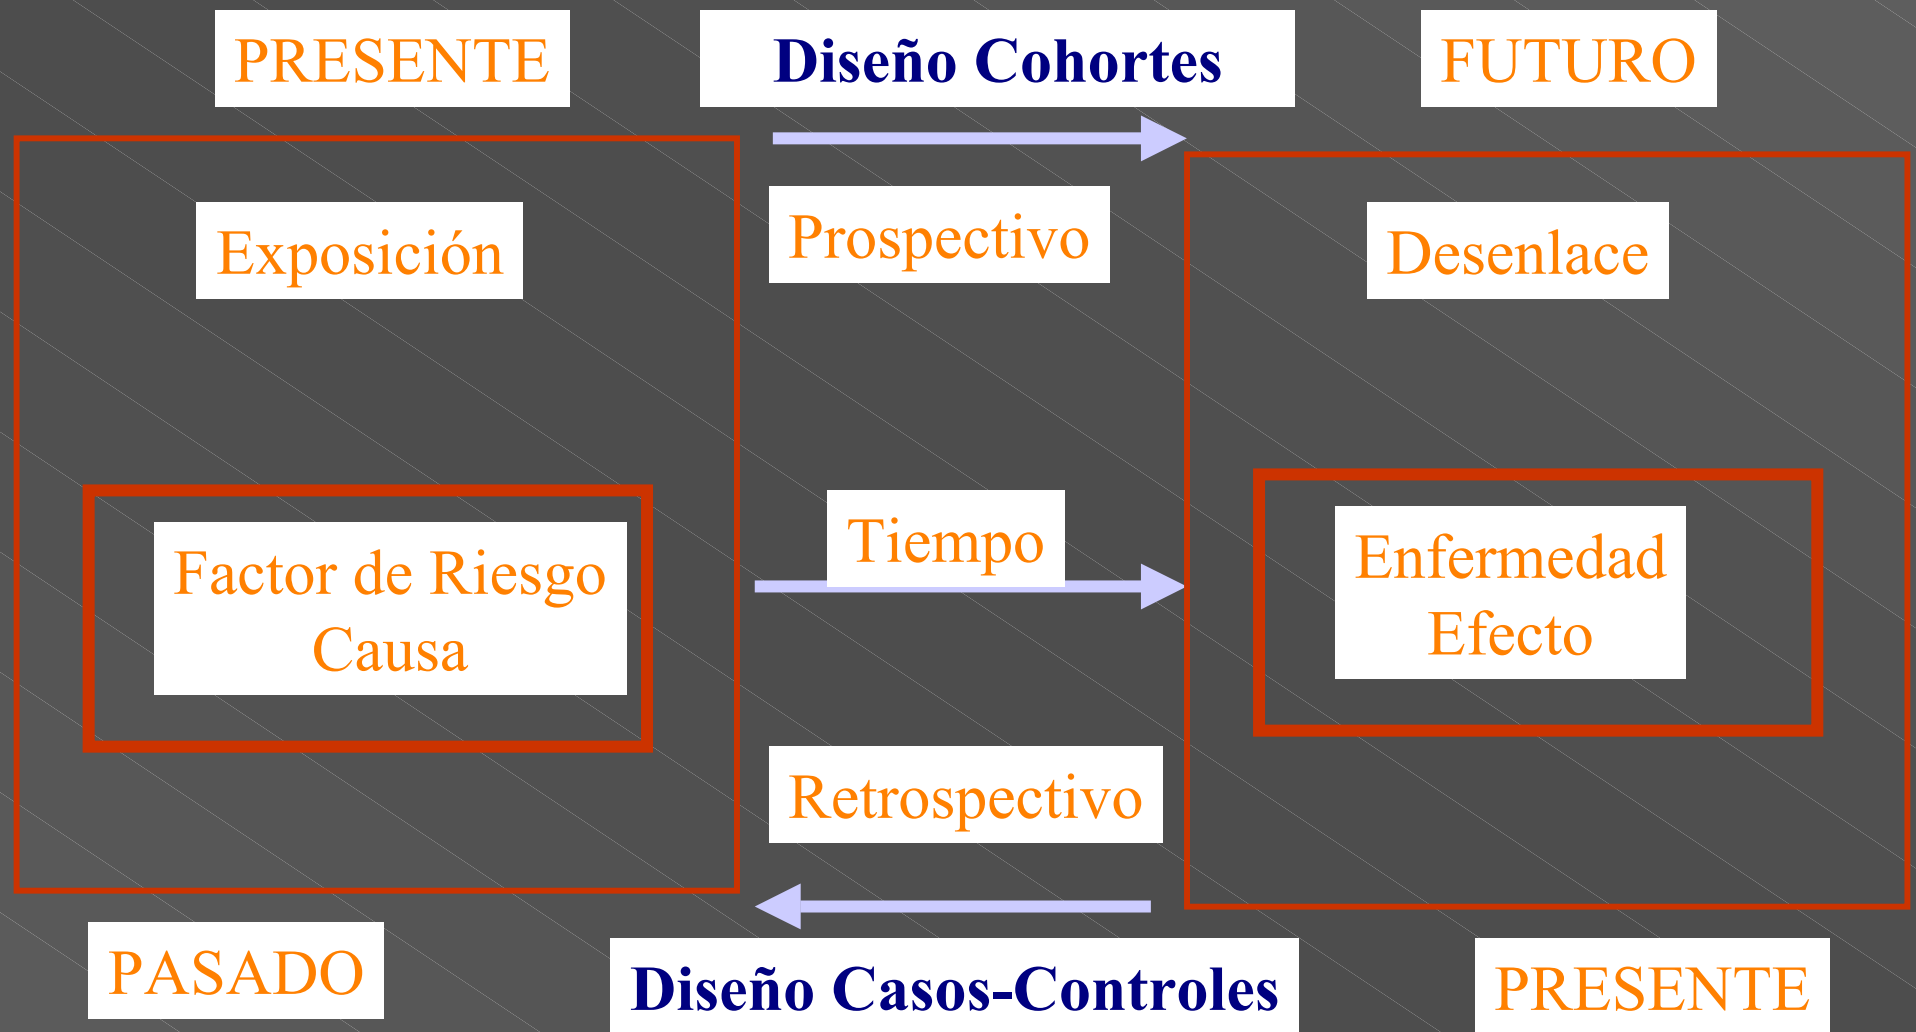 PRESENTE
Diseño Cohortes
FUTURO
Exposición
Prospectivo
Desenlace
Factor de Riesgo
Causa
Tiempo
Enfermedad
Efecto
Retrospectivo
PASADO
Diseño Casos-Controles
PRESENTE